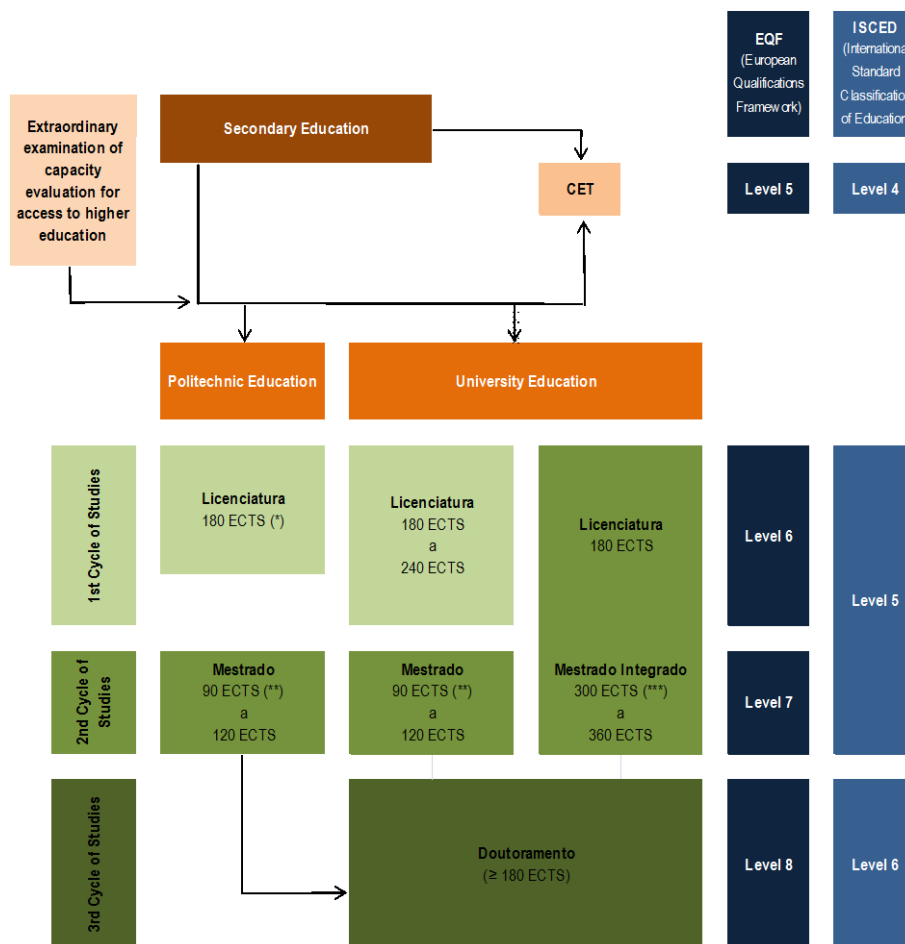 EQF
(European
Qualifications
Framework)
ISCED
(Internationa
Standard
Classificatio
of Education
Extraordinary
examination of
capacity
evaluation for
access to higher
education
Secondary Education
CET
Level 5
Level 4
Politechnic Education
University Education
1st Cycle of Studies
Licenciatura
180 ECTS (*)
Licenciatura
180 ECTS
a
240 ECTS
Licenciatura
180 ECTS
Level 6
Level 5
2nd Cycle of
Studies
Mestrado
90 ECTS (**)
a
120 ECTS
Mestrado
90 ECTS (**)
a
120 ECTS
Mestrado Integrado
300 ECTS (***)
a
360 ECTS
Level 7
3rd Cycle of Studies
Doutoramento
(≥ 180 ECTS)
Level 8
Level 6